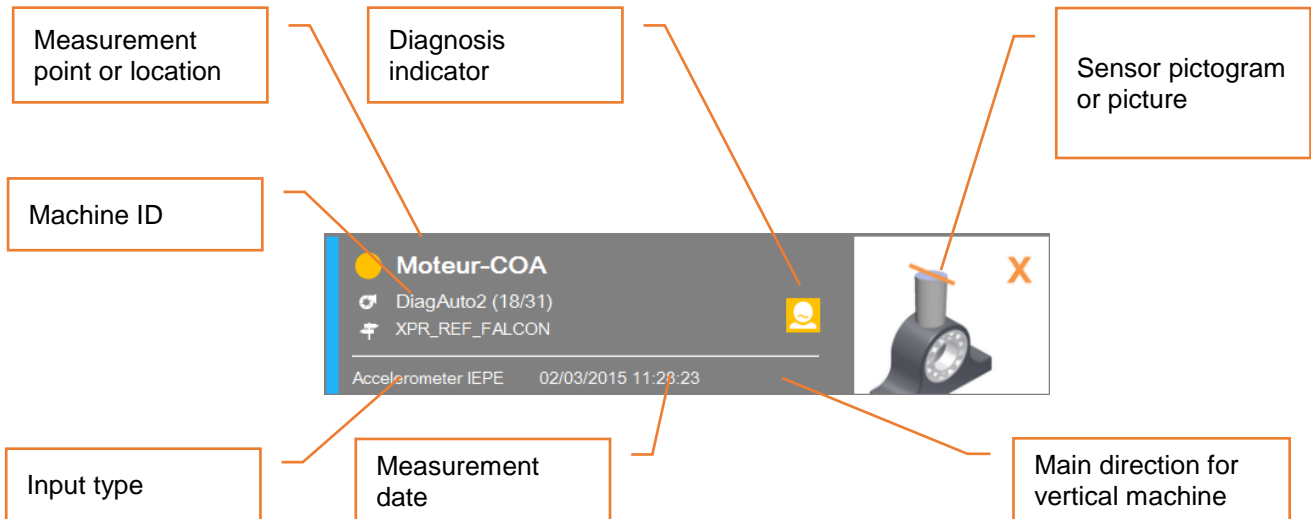 Measurement
point or location
Diagnosis
indicator
Sensor pictogram
or picture
Machine ID
Moteur-COA
X
DiagAuto2 (18/31)
XPR_REF_FALCON
Accelerometer IEPE 02/03/2015 11:28:23
Input type
Measurement
date
Main direction for
vertical machine